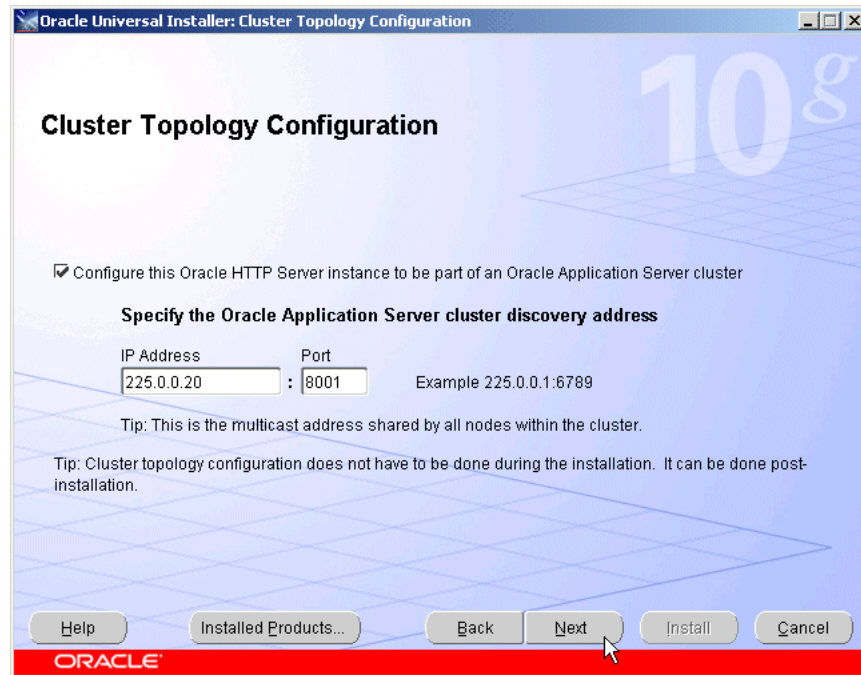 Oracle Universal Installer: Cluster Topology Configuration
10g
Cluster Topology Configuration
Configure this Oracle HTTP Server instance to be part of an Oracle Application Server cluster
Specify the Oracle Application Server cluster discovery address
IP Address Port
225.0.0.20 : 8001 Example 225.0.0.1:6789
Tip: This is the multicast address shared by all nodes within the cluster.
Tip: Cluster topology configuration does not have to be done during the installation. It can be done post-
installation.
Help Installed Products... Back Next Install Cancel
ORACLE